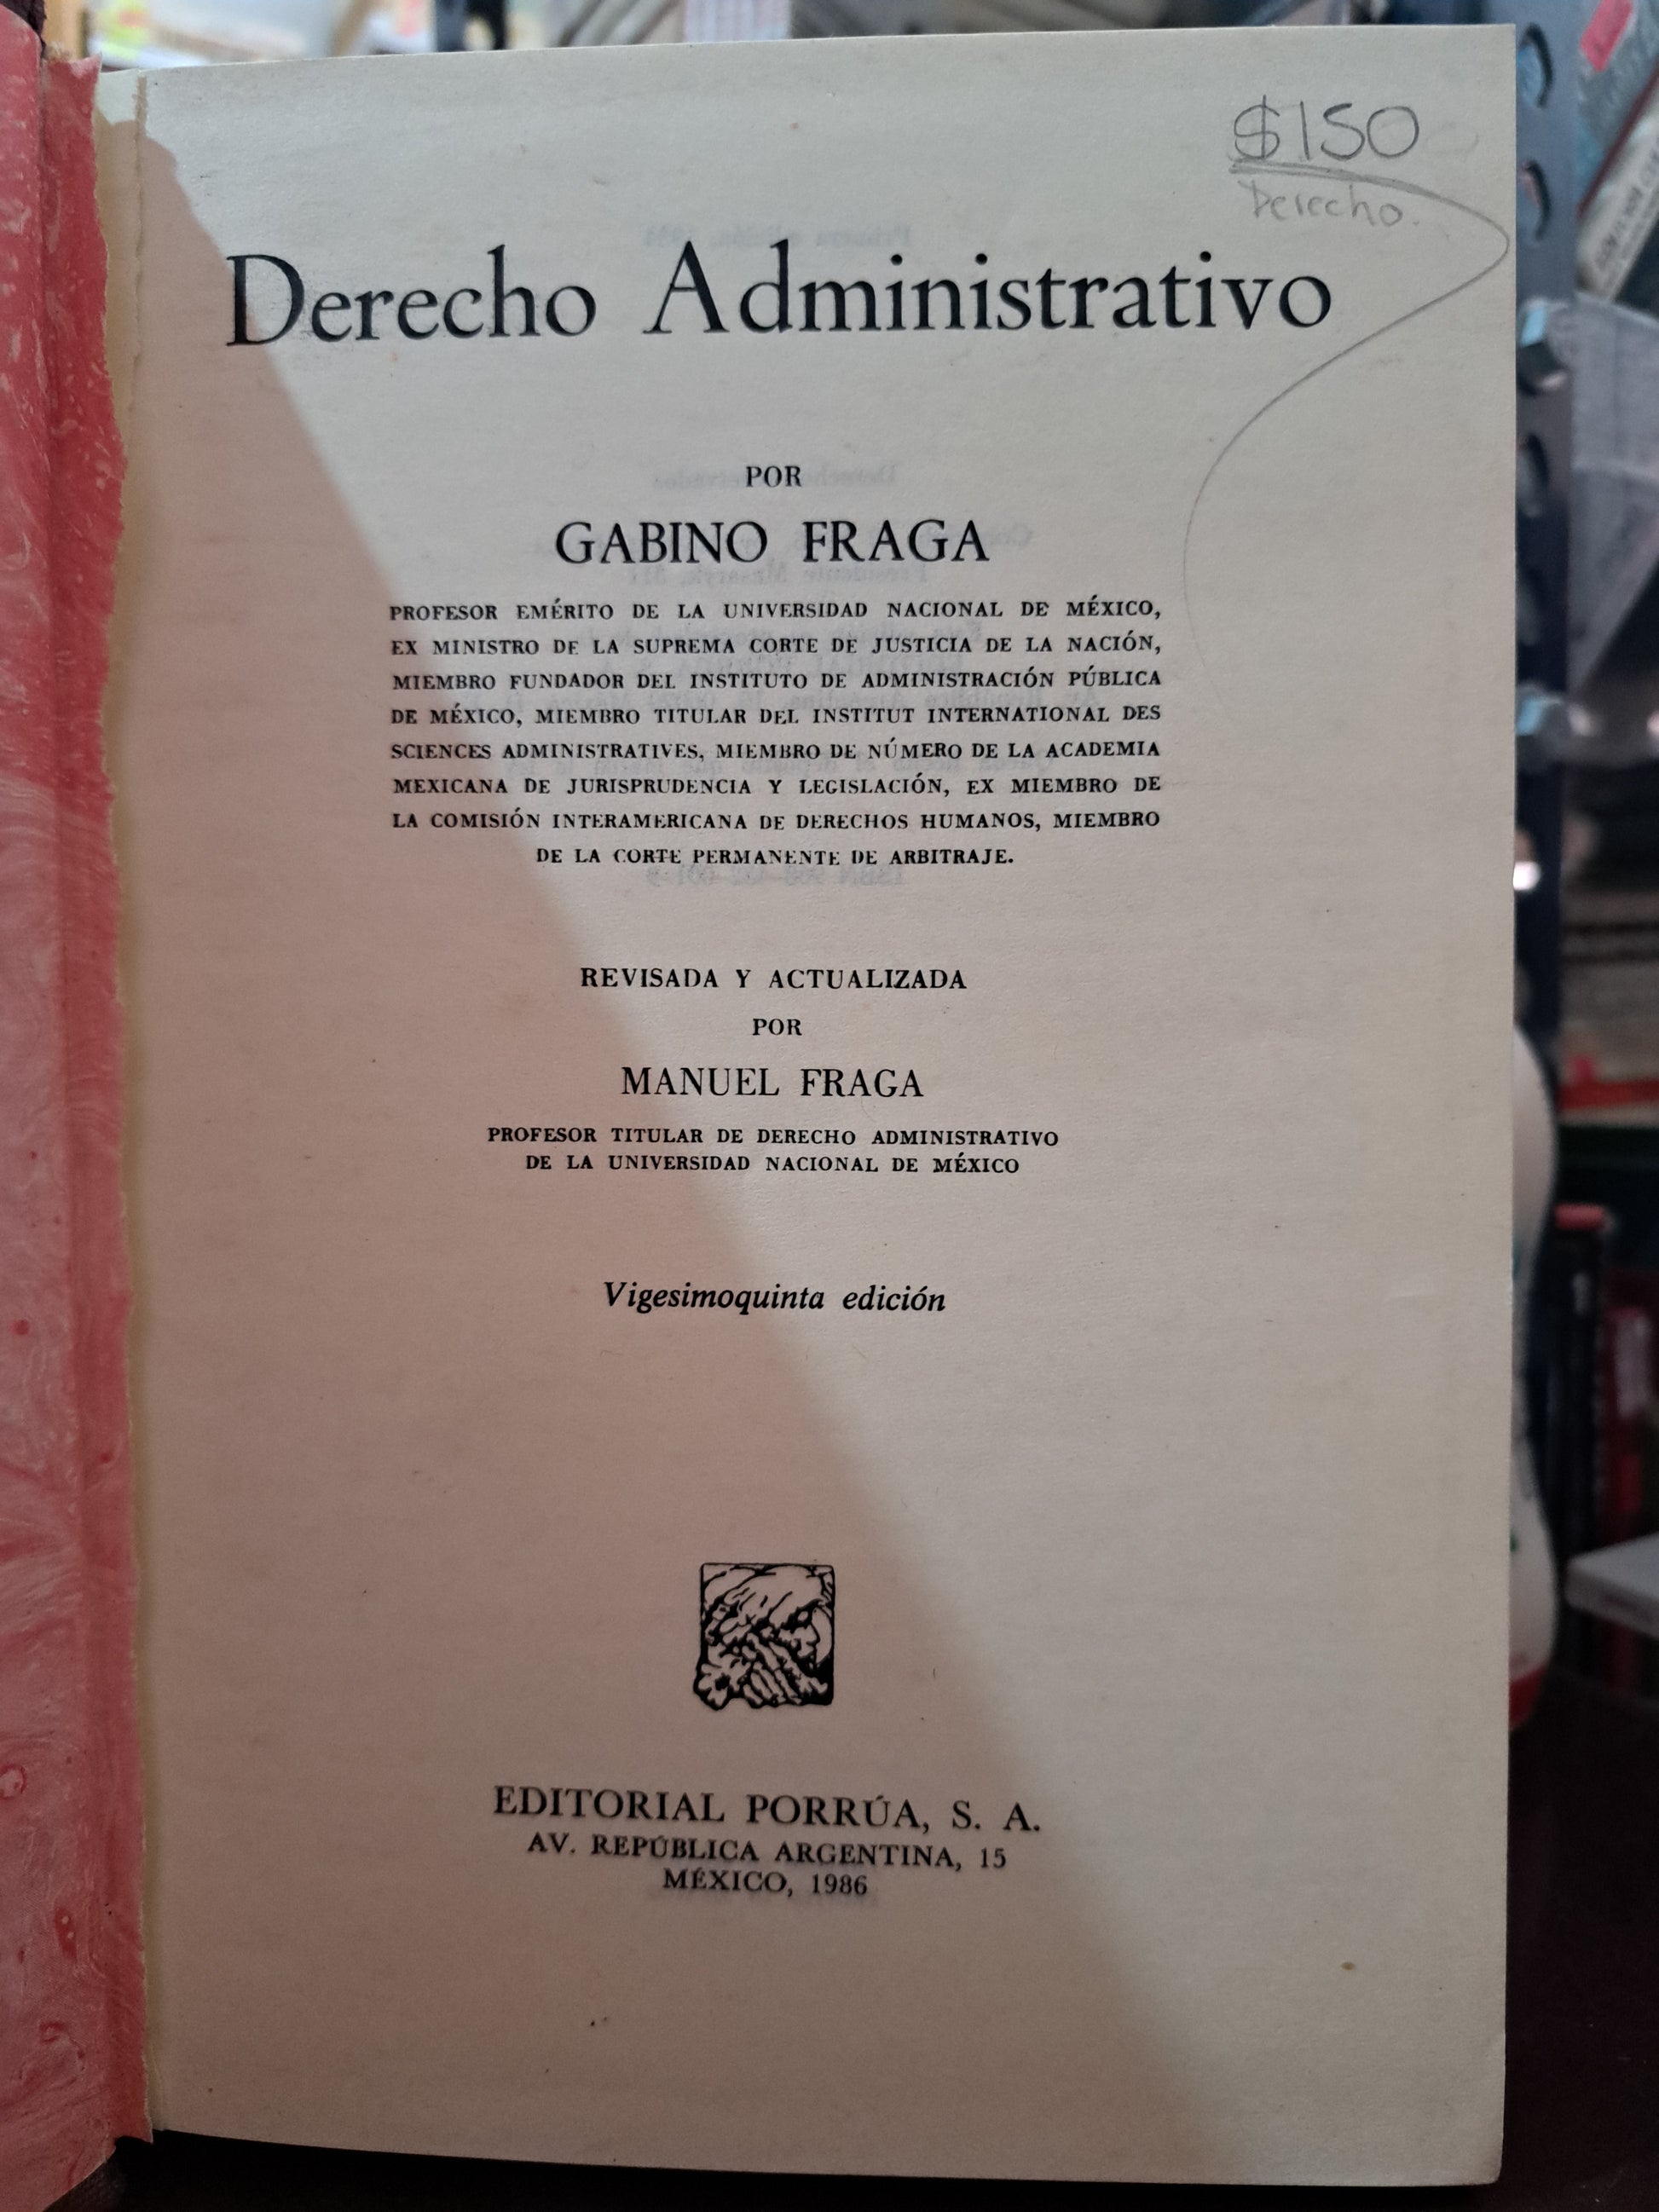 $150
Derecho.
Derecho Administrativo
POR
GABINO FRAGA
PROFESOR EMÉRITO DE LA UNIVERSIDAD NACIONAL DE MÉXICO,
EX MINISTRO DE LA SUPREMA CORTE DE JUSTICIA DE LA NACIÓN,
MIEMBRO FUNDADOR DEL INSTITUTO DE ADMINISTRACIÓN PÚBLICA
DE MÉXICO, MIEMBRO TITULAR DEL INSTITUT INTERNATIONAL DES
SCIENCES ADMINISTRATIVES, MIEMBRO DE NÚMERO DE LA ACADEMIA
MEXICANA DE JURISPRUDENCIA Y LEGISLACIÓN, EX MIEMBRO DE
LA COMISIÓN INTERAMERICANA DE DERECHOS HUMANOS, MIEMBRO
DE LA CORTE PERMANENTE DE ARBITRAJE.
REVISADA Y ACTUALIZADA
POR
MANUEL FRAGA
PROFESOR TITULAR DE DERECHO ADMINISTRATIVO
DE LA UNIVERSIDAD NACIONAL DE MÉXICO
Vigesimoquinta edición
EDITORIAL PORRÚA, S. A.
AV. REPÚBLICA ARGENTINA, 15
MÉXICO, 1986